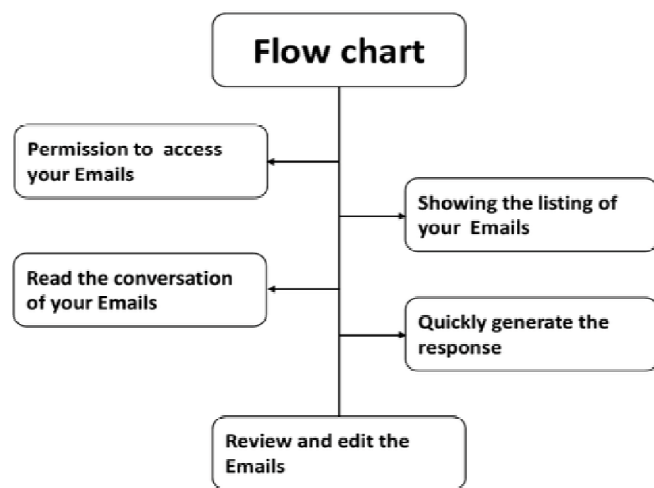 Flow chart
Permission to access
your Emails
Showing the listing of
your Emails
Read the conversation
of your Emails
Quickly generate the
response
Review and edit the
Emails